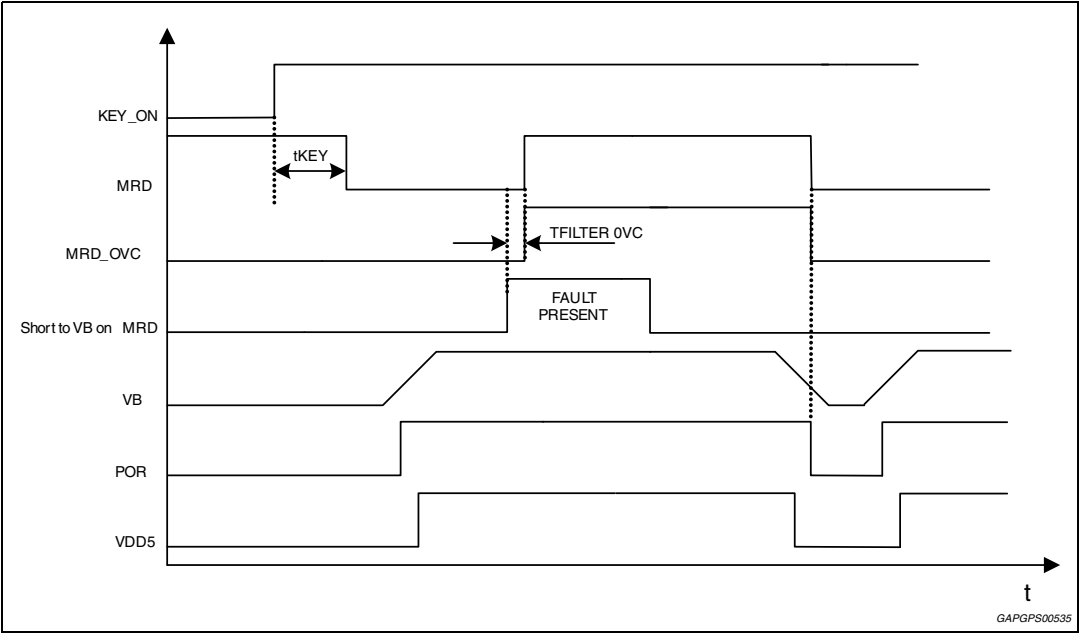 KEY_ON
tKEY
MRD
TFILTER 0VC
MRD_OVC
FAULT
PRESENT
Short to VB on MRD
VB
POR
VDD5
t
GAPGPS00535